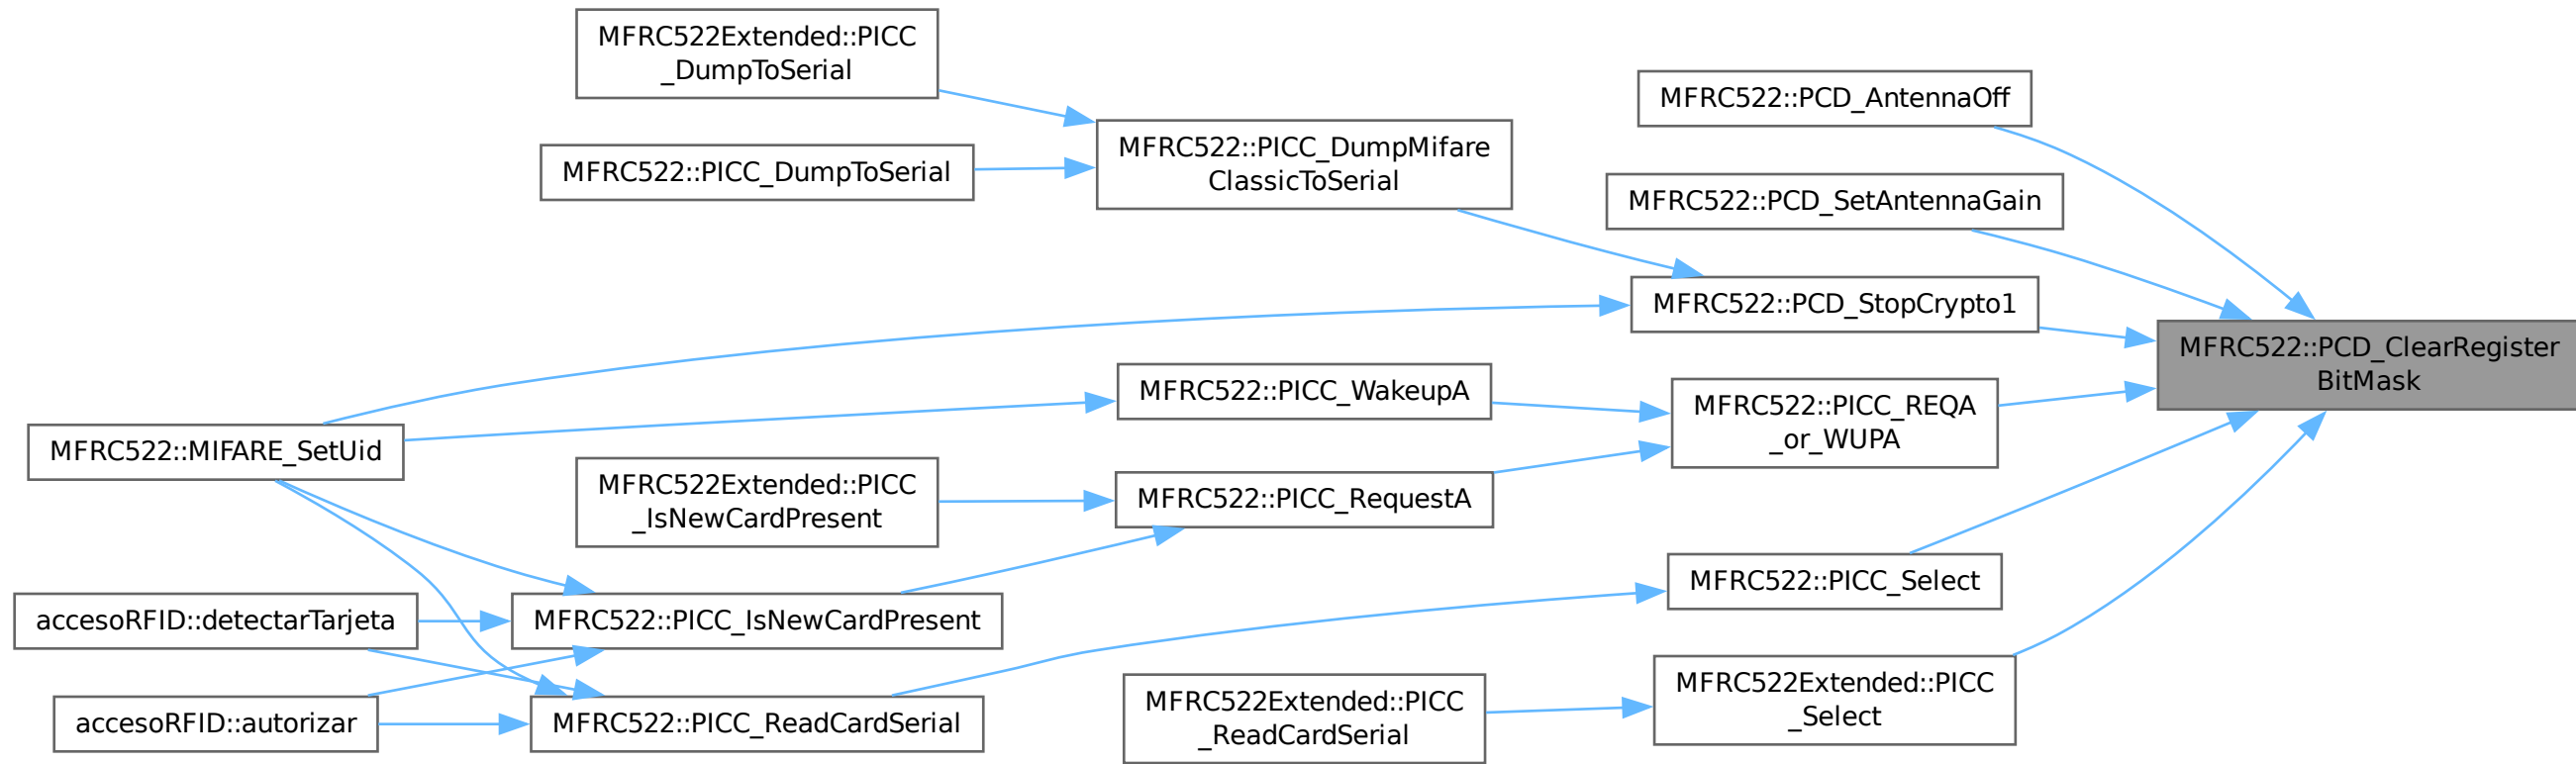 MFRC522Extended::PICC
_DumpToSerial
MFRC522::PCD_AntennaOff
MFRC522::PICC_DumpMifare
ClassicToSerial
MFRC522::PICC_DumpToSerial
MFRC522::PCD_SetAntennaGain
MFRC522::PCD_StopCrypto1
MFRC522::PCD_ClearRegister
BitMask
MFRC522::PICC_WakeupA
MFRC522::PICC_REQA
_or_WUPA
MFRC522::MIFARE_SetUid
MFRC522Extended::PICC
_IsNewCardPresent
MFRC522::PICC_RequestA
MFRC522::PICC_Select
accesoRFID::detectarTarjeta
MFRC522::PICC_IsNewCardPresent
MFRC522Extended::PICC
_Select
MFRC522Extended::PICC
_ReadCardSerial
accesoRFID::autorizar
MFRC522::PICC_ReadCardSerial